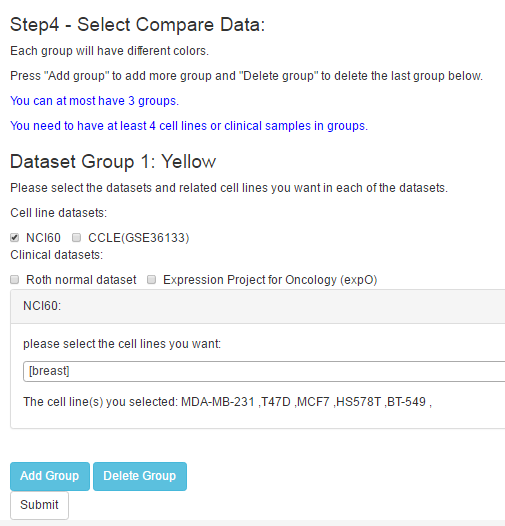 Step4 - Select Compare Data:
Each group will have different colors.
Press "Add group" to add more group and "Delete group" to delete the last group below.
You can at most have 3 groups.
You need to have at least 4 cell lines or clinical samples in groups.
Dataset Group 1: Yellow
Please select the datasets and related cell lines you want in each of the datasets.
Cell line datasets:
NCI60 CCLE(GSE36133)
Clinical datasets:
Roth normal dataset Expression Project for Oncology (expO)
NCI60:
please select the cell lines you want:
[breast]
The cell line(s) you selected: MDA-MB-231 ,T47D ,MCF7 ,HS578T ,BT-549 ,
Add Group Delete Group
Submit